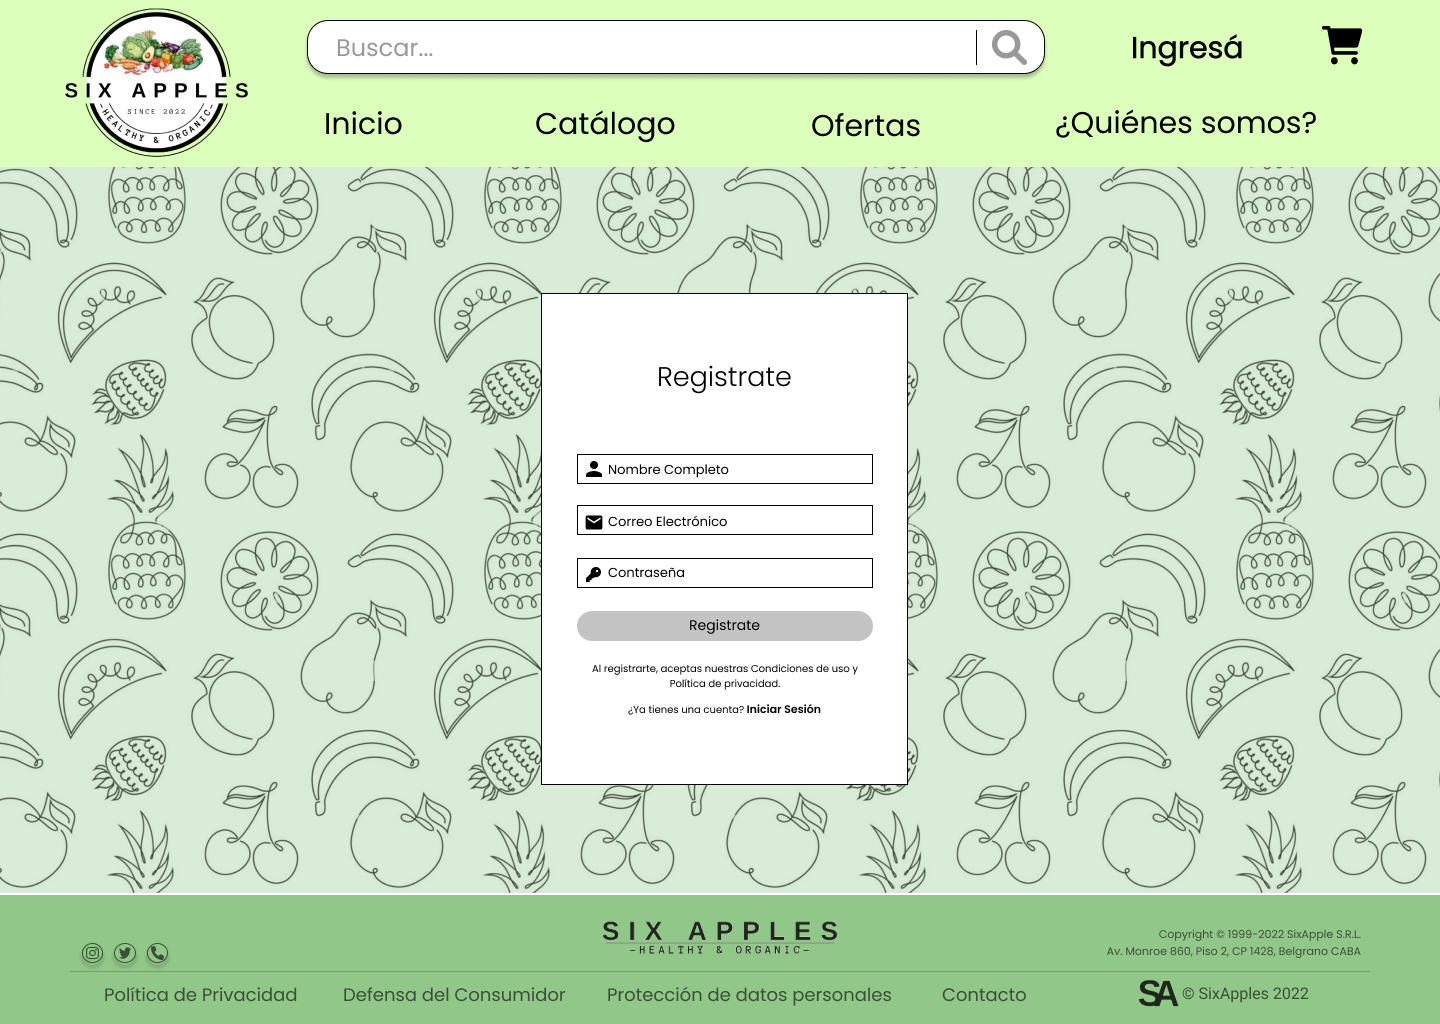 SIX APPLES
SINCE 2022
-HEALTHY & ORGANIC-
Buscar...
Ingresá
Inicio
Catálogo
Ofertas
¿Quiénes somos?
Registrate
Nombre Completo
Correo Electrónico
Contraseña
Registrate
Al registrarte, aceptas nuestras Condiciones de uso y
Política de privacidad.
¿Ya tienes una cuenta? Iniciar Sesión
SIX APPLES
-HEALTHY & ORGANIC-
Copyright © 1999-2022 SixApple S.R.L.
Av. Monroe 860, Piso 2, CP 1428, Belgrano CABA
Política de Privacidad
Defensa del Consumidor
Protección de datos personales
Contacto
SA © SixApples 2022